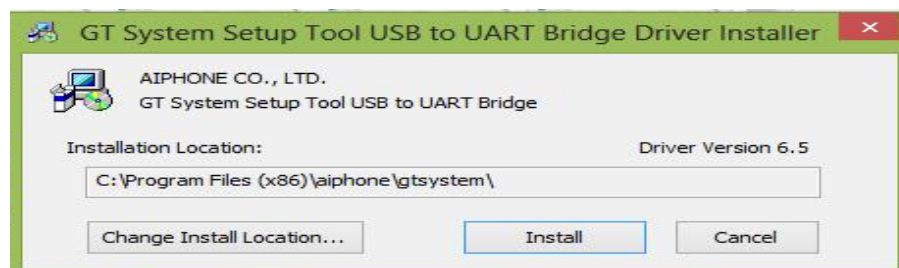 GT System Setup Tool USB to UART Bridge Driver Installer
AIPHONE CO., LTD.
GT System Setup Tool USB to UART Bridge
Installation Location:
Driver Version 6.5
C:\Program Files (x86)\aiphone\gtsystem\
Change Install Location...
Install
Cancel